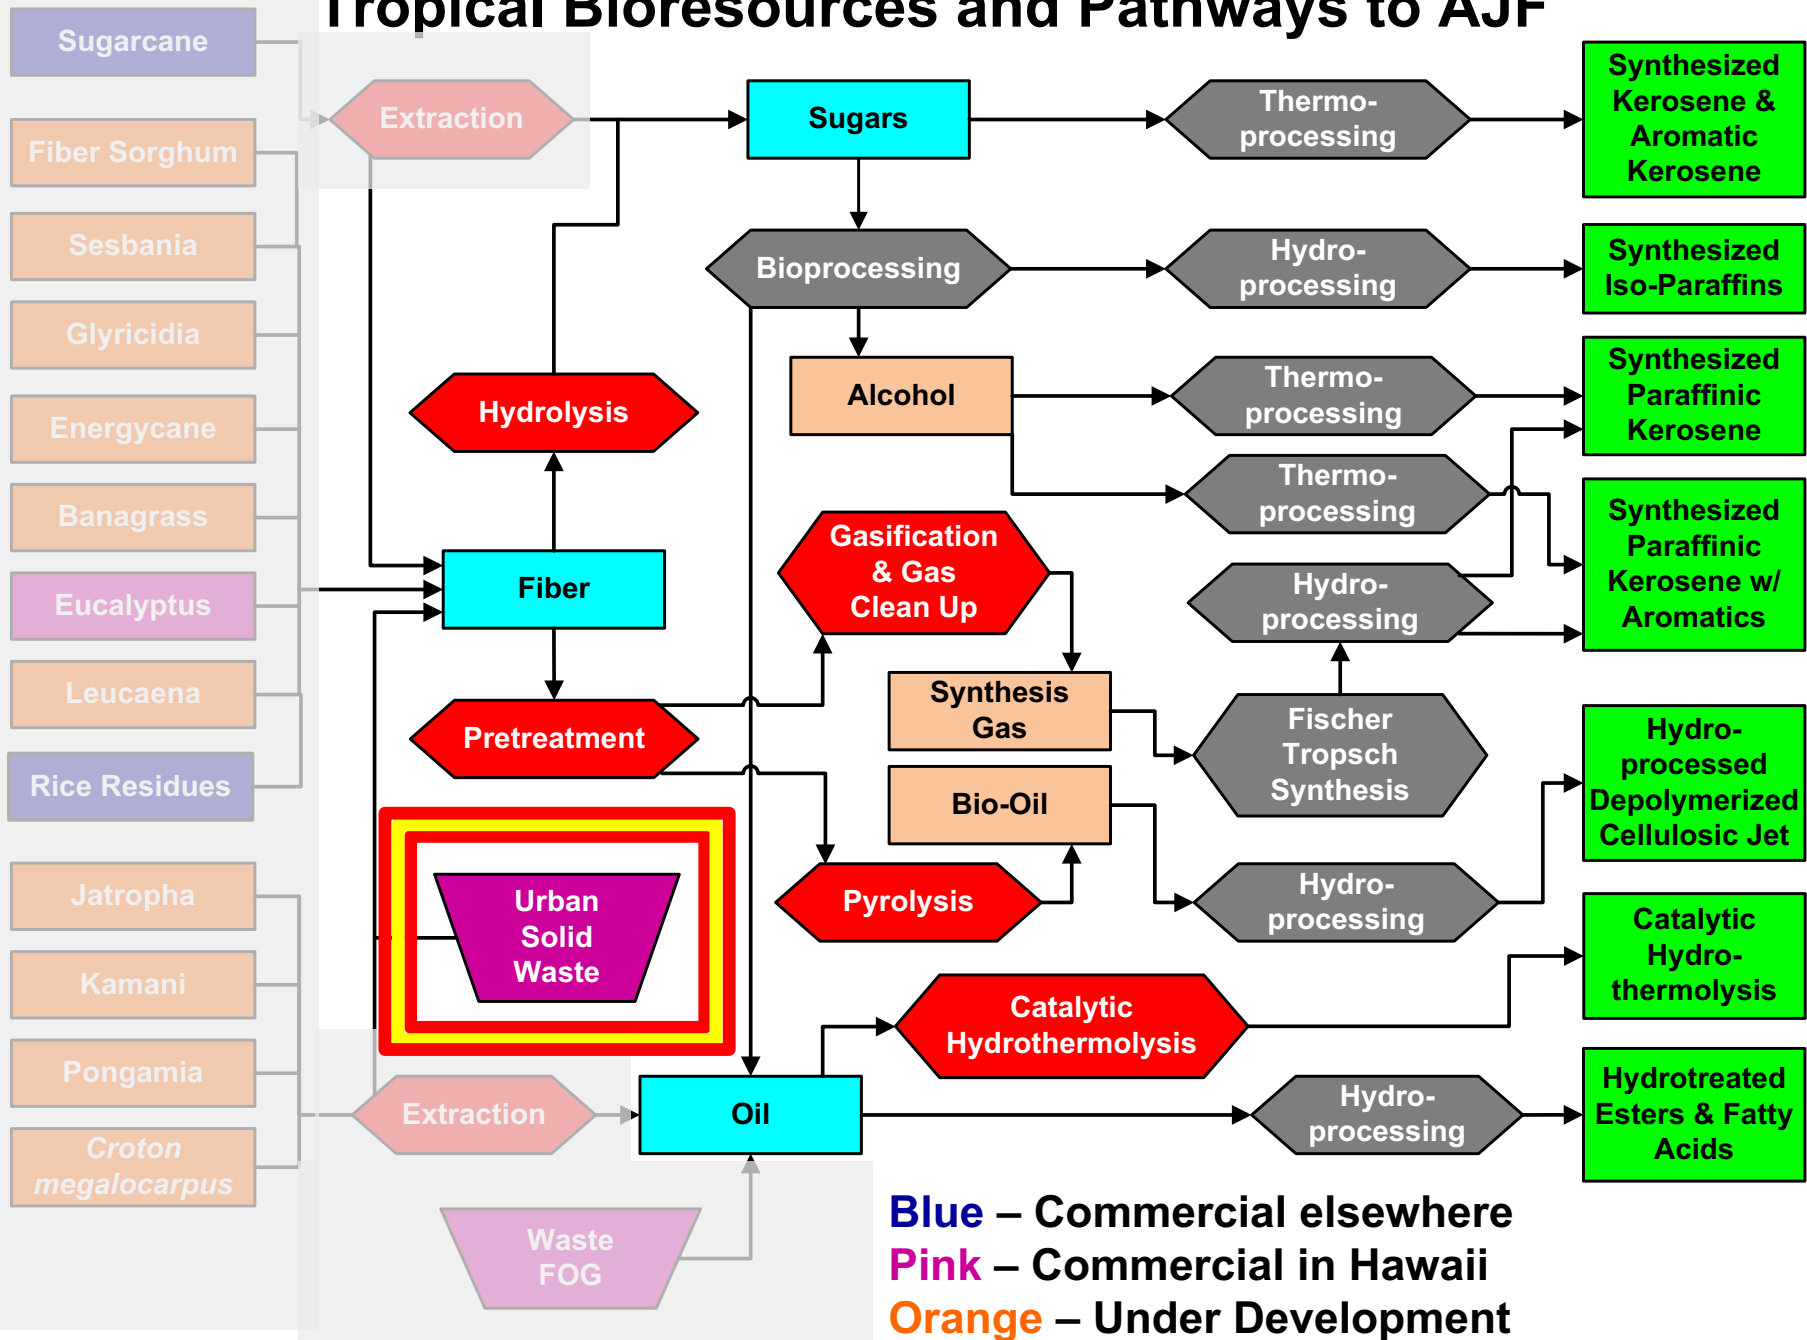 Tropical Bioresources and Pathways to AJF
Sugarcane
Fiber Sorghum
Sesbania
Glyricidia
Energycane
Banagrass
Eucalyptus
Leucaena
Rice Residues
Jatropha
Kamani
Pongamia
Croton
megalocarpus
Extraction
Hydrolysis
Fiber
Pretreatment
Urban
Solid
Waste
Extraction
Waste
FOG
Sugars
Bioprocessing
Alcohol
Gasification
& Gas
Clean Up
Synthesis
Gas
Bio-Oil
Pyrolysis
Catalytic
Hydrothermolysis
Oil
Thermo-
processing
Hydro-
processing
Thermo-
processing
Thermo-
processing
Hydro-
processing
Fischer
Tropsch
Synthesis
Hydro-
processing
Hydro-
processing
Synthesized
Kerosene &
Aromatic
Kerosene
Synthesized
Iso-Paraffins
Synthesized
Paraffinic
Kerosene
Synthesized
Paraffinic
Kerosene w/
Aromatics
Hydro-
processed
Depolymerized
Cellulosic Jet
Catalytic
Hydro-
thermolysis
Hydrotreated
Esters & Fatty
Acids
Blue – Commercial elsewhere
Pink – Commercial in Hawaii
Orange – Under Development